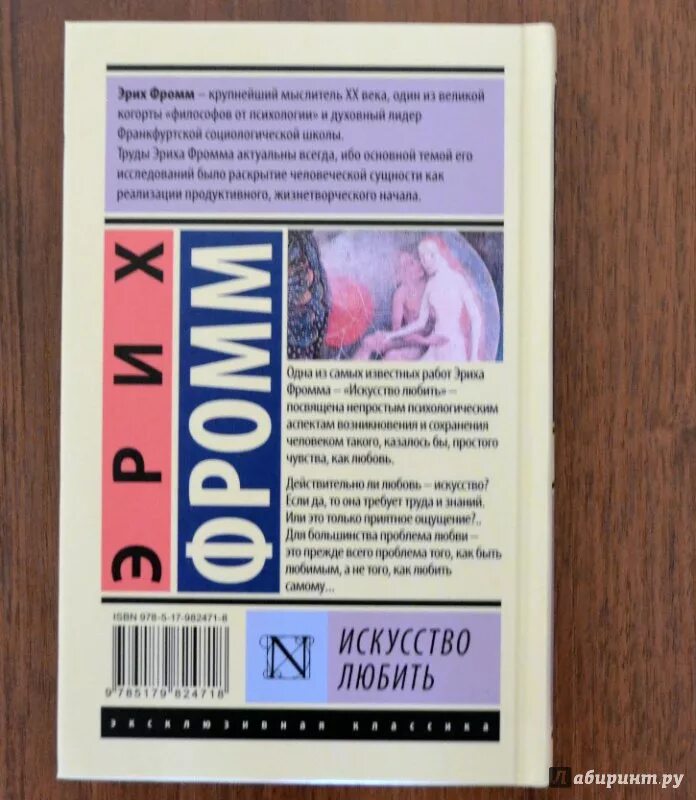 Эрих Фромм – крупнейший мыслитель XX века, один из великой
когорты «философов от психологии» и духовный лидер
Франкфуртской социологической школы.
Труды Эриха Фромма актуальны всегда, ибо основной темой его
исследований было раскрытие человеческой сущности как
реализации продуктивного, жизнетворческого начала.
ЭРИХ
ФРОММ
Одна из самых известных работ Эриха
Фромма – «Искусство любить» –
посвящена непростым психологическим
аспектам возникновения и сохранения
человеком такого, казалось бы, простого
чувства, как любовь.
Действительно ли любовь – искусство?
Если да, то она требует труда и знаний.
Или это только приятное ощущение?..
Для большинства проблема любви –
это прежде всего проблема того, как быть
любимым, а не того, как любить
самому...
ISBN 978-5-17-982471-8
9 785179 824718
N
ИСКУССТВО
ЛЮБИТЬ
эксклюзивная классика
Лабиринт.ру